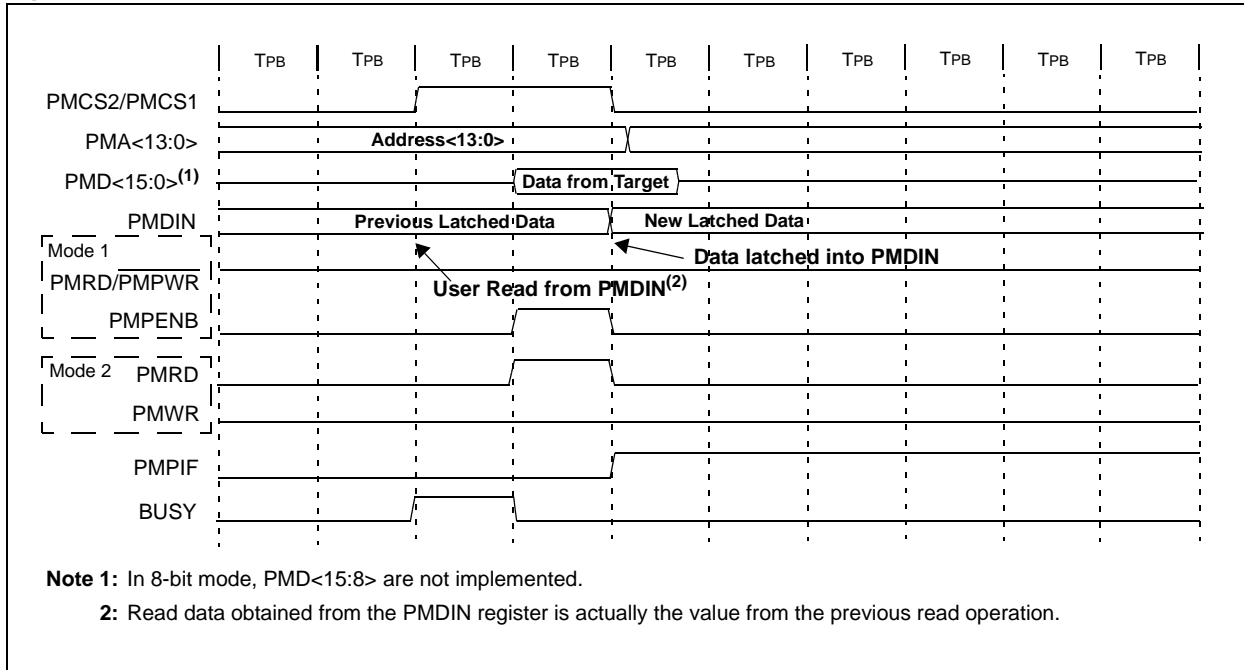 TPB TPB TPB TPB TPB TPB TPB TPB TPB TPB
PMCS2/PMCS1
PMA<13:0> Address<13:0>
PMD<15:0>(1) Data from Target
PMDIN Previous Latched Data New Latched Data
Mode 1
Data latched into PMDIN
PMRD/PMPWR
User Read from PMDIN(2)
PMPENB
Mode 2 PMRD
PMWR
PMPIF
BUSY
Note 1: In 8-bit mode, PMD<15:8> are not implemented.
2: Read data obtained from the PMDIN register is actually the value from the previous read operation.